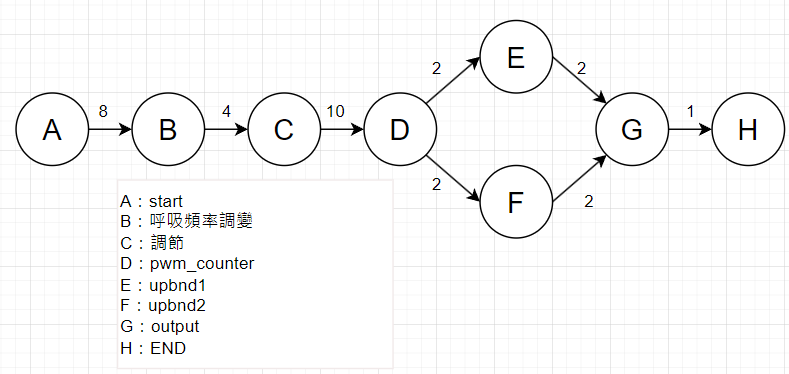 E
2
2
8
4
10
1
A
B
C
D
G
H
2
2
F
A：start
B：呼吸頻率調變
C：調節
D：pwm_counter
E：upbnd1
F：upbnd2
G：output
H：END